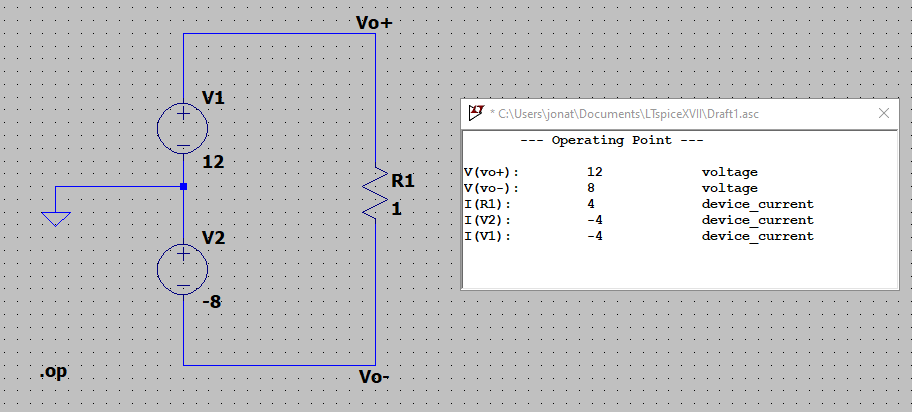 Vo+
V1
12
R1
1
V2
-8
.op
Vo-
* C:\Users\jonat\Documents\LTspiceXVII\Draft1.asc
--- Operating Point ---
V(vo+): 12 voltage
V(vo-): 8 voltage
I(R1): 4 device_current
I(V2): -4 device_current
I(V1): -4 device_current